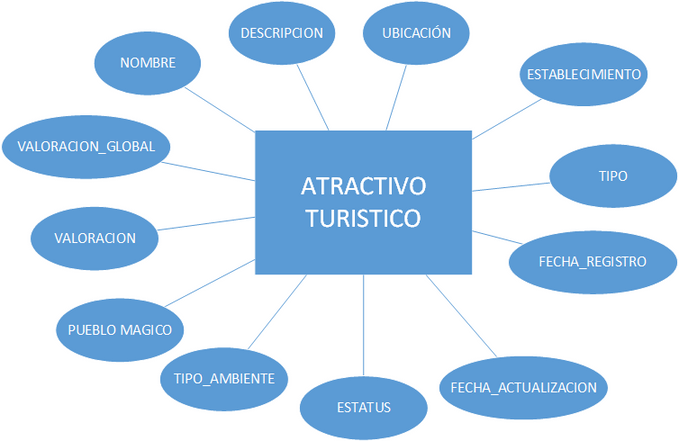 DESCRIPCION
UBICACIÓN
NOMBRE
ESTABLECIMIENTO
VALORACION_GLOBAL
ATRACTIVO
TURISTICO
TIPO
VALORACION
FECHA_REGISTRO
PUEBLO MAGICO
TIPO_AMBIENTE
ESTATUS
FECHA_ACTUALIZACION